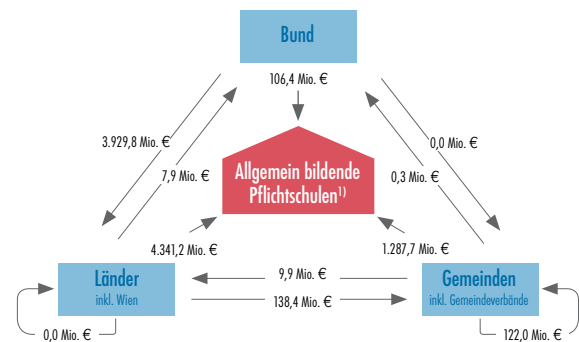 Bund
106,4 Mio. €
3.929,8 Mio. €
0,0 Mio. €
7,9 Mio. €
0,3 Mio. €
Allgemein bildende
Pflichtschulen¹⁾
4.341,2 Mio. €
1.287,7 Mio. €
Länder
inkl. Wien
9,9 Mio. €
138,4 Mio. €
Gemeinden
inkl. Gemeindeverbände
0,0 Mio. €
122,0 Mio. €